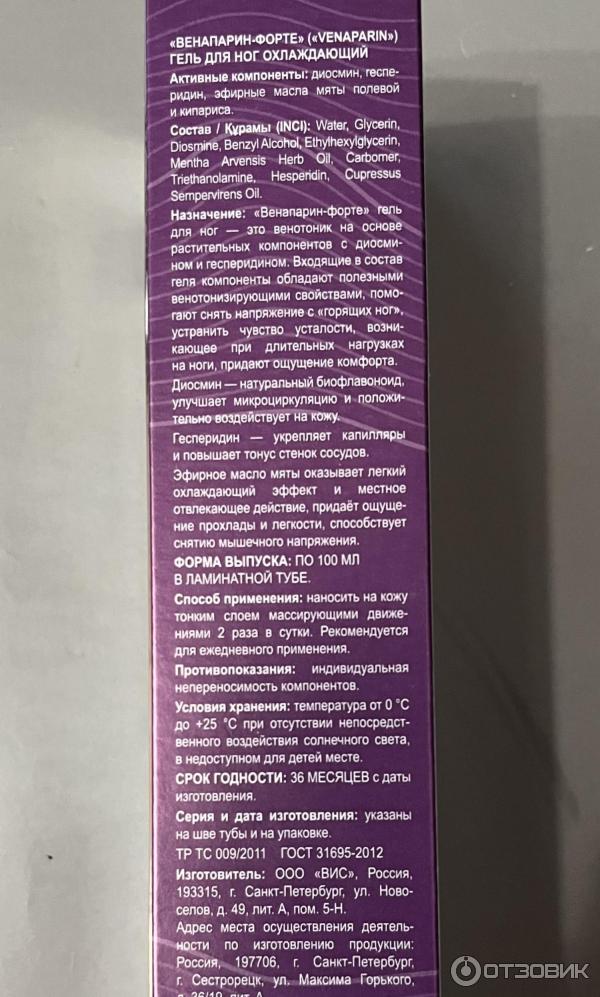 «ВЕНАПАРИН-ФОРТЕ» («VENAPARIN»)
ГЕЛЬ ДЛЯ НОГ ОХЛАЖДАЮЩИЙ
Активные компоненты: диосмин, геспе-
ридин, эфирные масла мяты полевой
и кипариса.
Состав / Құрамы (INCI): Water, Glycerin,
Diosmine, Benzyl Alcohol, Ethylhexylglycerin,
Mentha Arvensis Herb Oil, Carbomer,
Triethanolamine, Hesperidin, Cupressus
Sempervirens Oil.
Назначение: «Венапарин-форте» гель
для ног — это венотоник на основе
растительных компонентов с диосми-
ном и гесперидином. Входящие в состав
геля компоненты обладают полезными
венотонизирующими свойствами, помо-
гают снять напряжение с «горящих ног»,
устранить чувство усталости, возни-
кающее при длительных нагрузках
на ноги, придают ощущение комфорта.
Диосмин — натуральный биофлавоноид,
улучшает микроциркуляцию и положи-
тельно воздействует на кожу.
Гесперидин — укрепляет капилляры
и повышает тонус стенок сосудов.
Эфирное масло мяты оказывает легкий
охлаждающий эффект и местное
отвлекающее действие, придаёт ощуще-
ние прохлады и легкости, способствует
снятию мышечного напряжения.
ФОРМА ВЫПУСКА: ПО 100 МЛ
В ЛАМИНАТНОЙ ТУБЕ.
Способ применения: наносить на кожу
тонким слоем массирующими движе-
ниями 2 раза в сутки. Рекомендуется
для ежедневного применения.
Противопоказания: индивидуальная
непереносимость компонентов.
Условия хранения: температура от 0 °С
до +25 °С при отсутствии непосредст-
венного воздействия солнечного света,
в недоступном для детей месте.
СРОК ГОДНОСТИ: 36 МЕСЯЦЕВ с даты
изготовления.
Серия и дата изготовления: указаны
на шве тубы и на упаковке.
ТР ТС 009/2011 ГОСТ 31695-2012
Изготовитель: ООО «ВИС», Россия,
193315, г. Санкт-Петербург, ул. Ново-
селов, д. 49, лит. А, пом. 5-Н.
Адрес места осуществления деятель-
ности по изготовлению продукции:
Россия, 197706, г. Санкт-Петербург,
г. Сестрорецк, ул. Максима Горького,
д. 36/19, лит. А
ОТЗОВИК